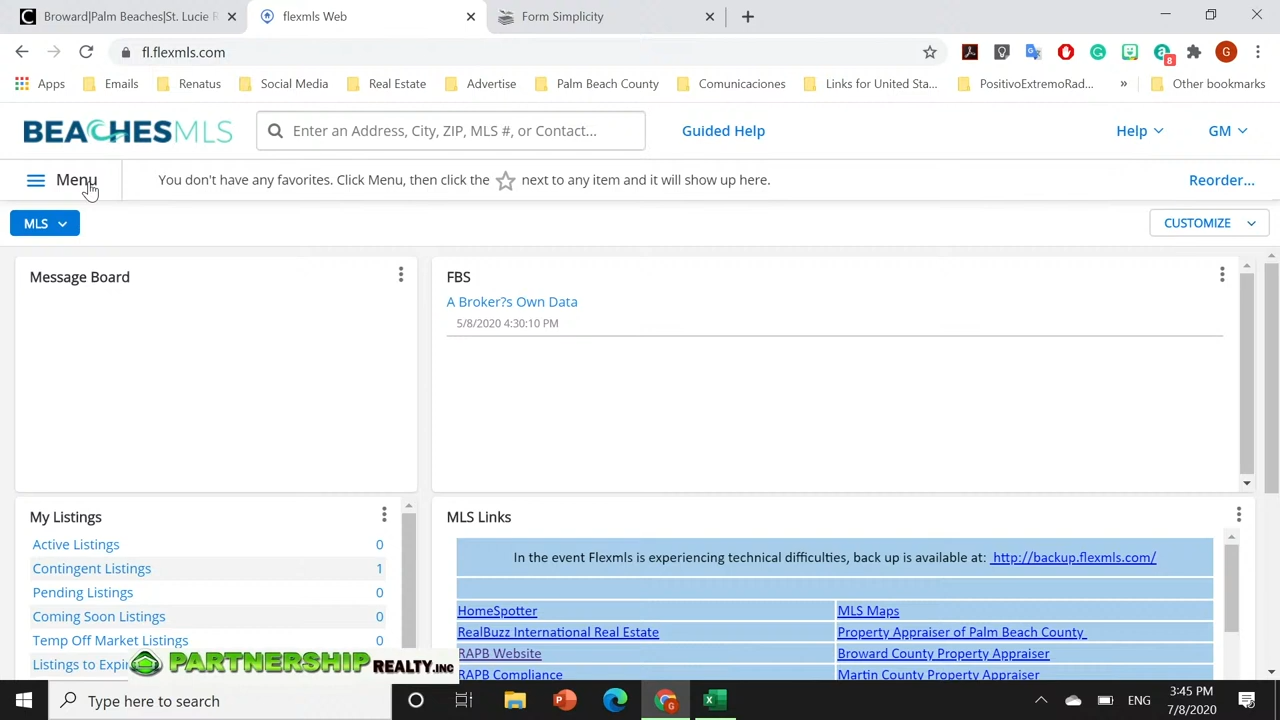 Broward|Palm Beaches|St. Lucie R
flexmls Web
Form Simplicity
fl.flexmls.com
8
G
Apps
Emails
Renatus
Social Media
Real Estate
Advertise
Palm Beach County
Comunicaciones
Links for United Sta...
PositivoExtremoRad...
»
Other bookmarks
BEACHESMLS
Enter an Address, City, ZIP, MLS #, or Contact...
Guided Help
Help
GM
Menu
You don't have any favorites. Click Menu, then click the ☆ next to any item and it will show up here.
Reorder...
MLS
CUSTOMIZE
Message Board
FBS
A Broker?s Own Data
5/8/2020 4:30:10 PM
My Listings
Active Listings 0
Contingent Listings 1
Pending Listings 0
Coming Soon Listings 0
Temp Off Market Listings 0
Listings to Expir
MLS Links
In the event Flexmls is experiencing technical difficulties, back up is available at: http://backup.flexmls.com/
HomeSpotter
MLS Maps
RealBuzz International Real Estate
Property Appraiser of Palm Beach County
RAPB Website
Broward County Property Appraiser
RAPB Compliance
Martin County Property Appraiser
PARTNERSHIP REALTY.INC
Type here to search
ENG
3:45 PM
7/8/2020